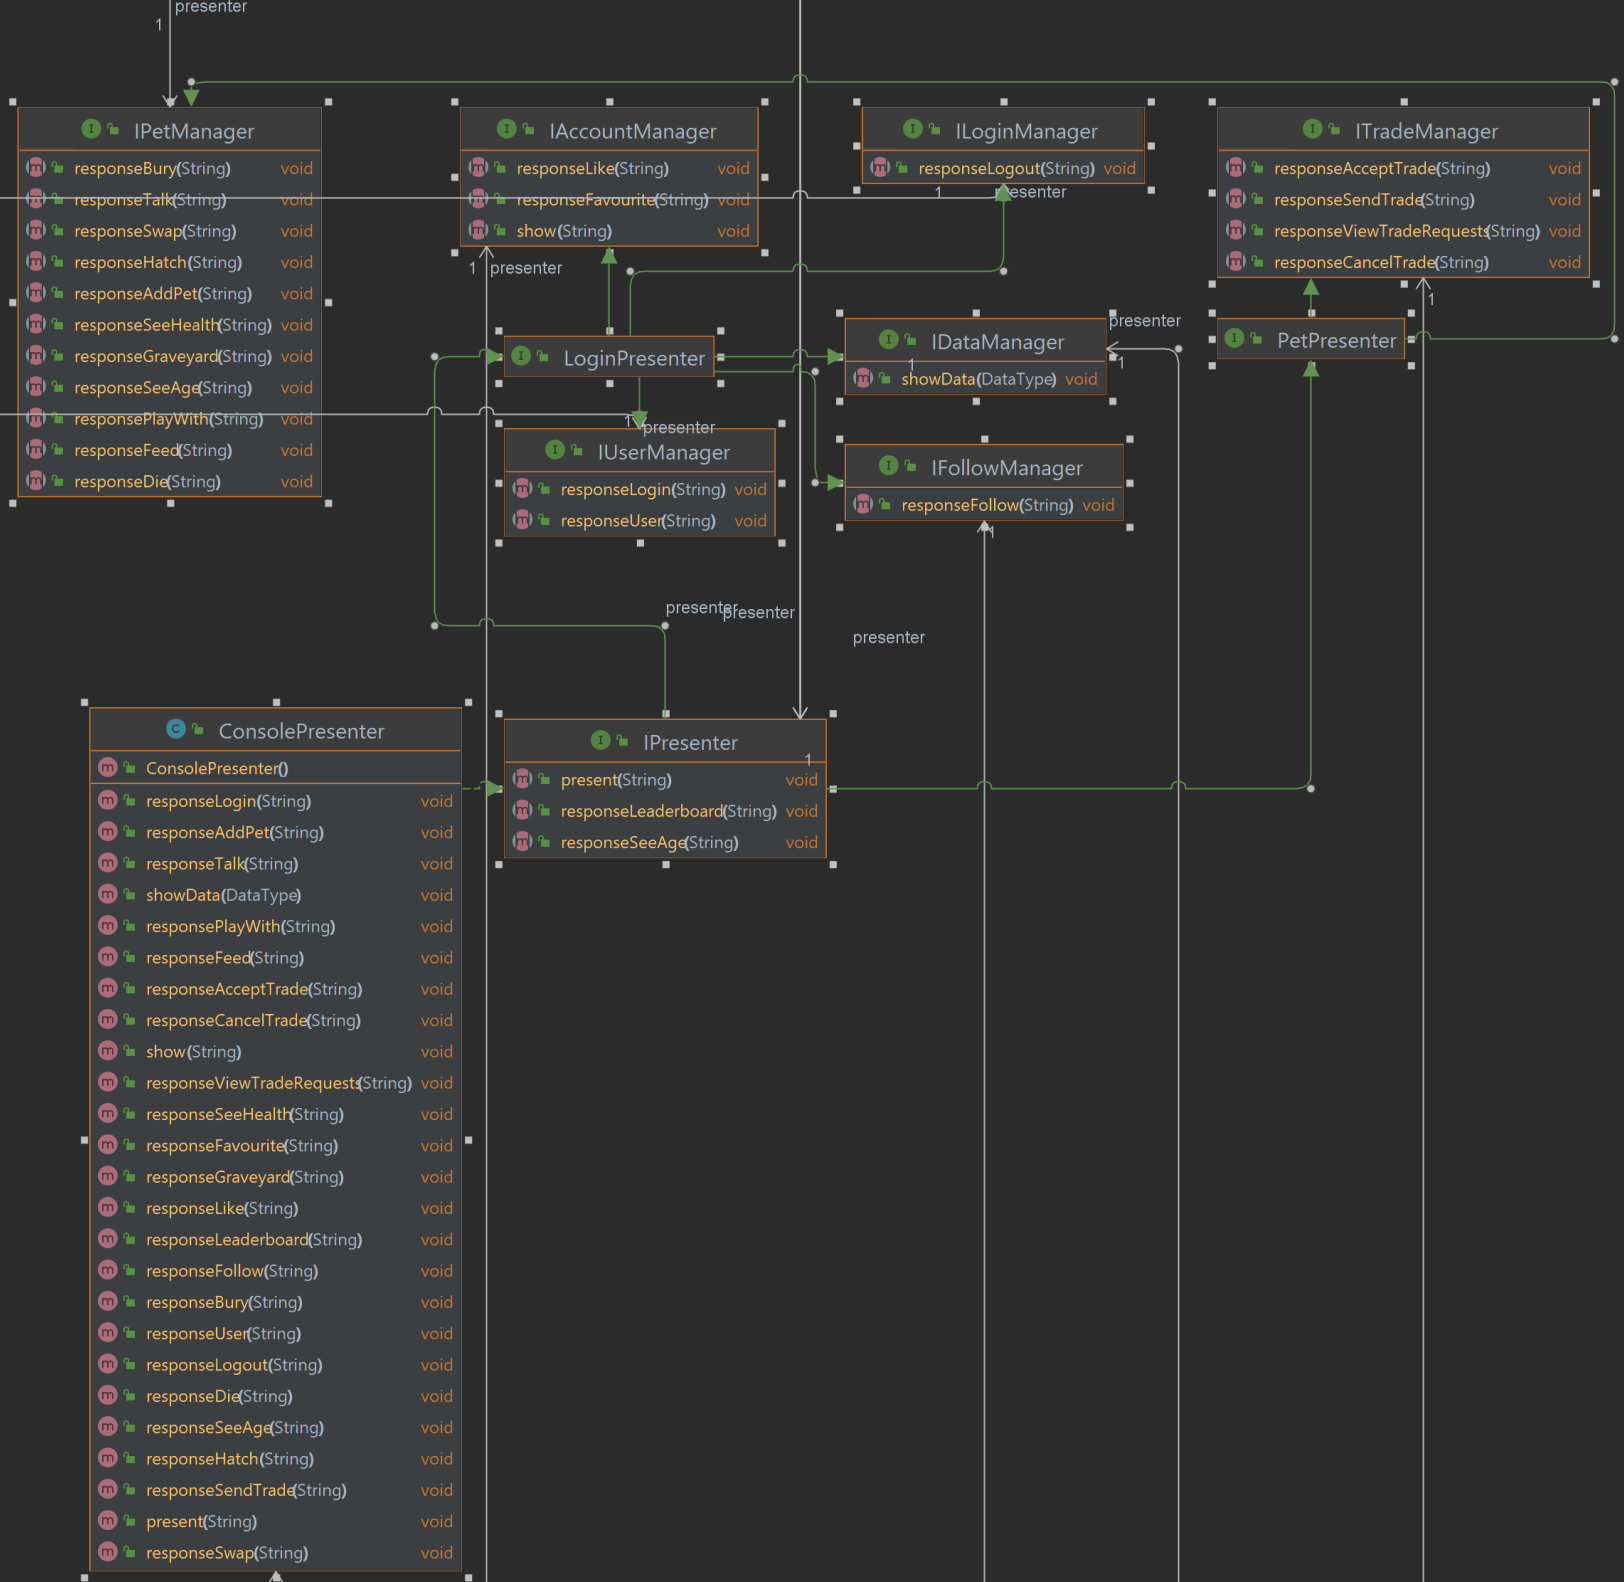 presenter
1
IPetManager
responseBury(String) void
responseTalk(String) void
responseSwap(String) void
responseHatch(String) void
responseAddPet(String) void
responseSeeHealth(String) void
responseGraveyard(String) void
responseSeeAge(String) void
responsePlayWith(String) void
responseFeed(String) void
responseDie(String) void
IAccountManager
responseLike(String) void
responseFavourite(String) void
show(String) void
1 presenter
ILoginManager
responseLogout(String) void
1 presenter
ITradeManager
responseAcceptTrade(String) void
responseSendTrade(String) void
responseViewTradeRequests(String) void
responseCancelTrade(String) void
1
LoginPresenter
IDataManager
1
showData(DataType) void
presenter
1
PetPresenter
1 presenter
IUserManager
responseLogin(String) void
responseUser(String) void
IFollowManager
responseFollow(String) void
1
presenter
presenter
presenter
ConsolePresenter
ConsolePresenter()
responseLogin(String) void
responseAddPet(String) void
responseTalk(String) void
showData(DataType) void
responsePlayWith(String) void
responseFeed(String) void
responseAcceptTrade(String) void
responseCancelTrade(String) void
show(String) void
responseViewTradeRequests(String) void
responseSeeHealth(String) void
responseFavourite(String) void
responseGraveyard(String) void
responseLike(String) void
responseLeaderboard(String) void
responseFollow(String) void
responseBury(String) void
responseUser(String) void
responseLogout(String) void
responseDie(String) void
responseSeeAge(String) void
responseHatch(String) void
responseSendTrade(String) void
present(String) void
responseSwap(String) void
IPresenter
1
present(String) void
responseLeaderboard(String) void
responseSeeAge(String) void